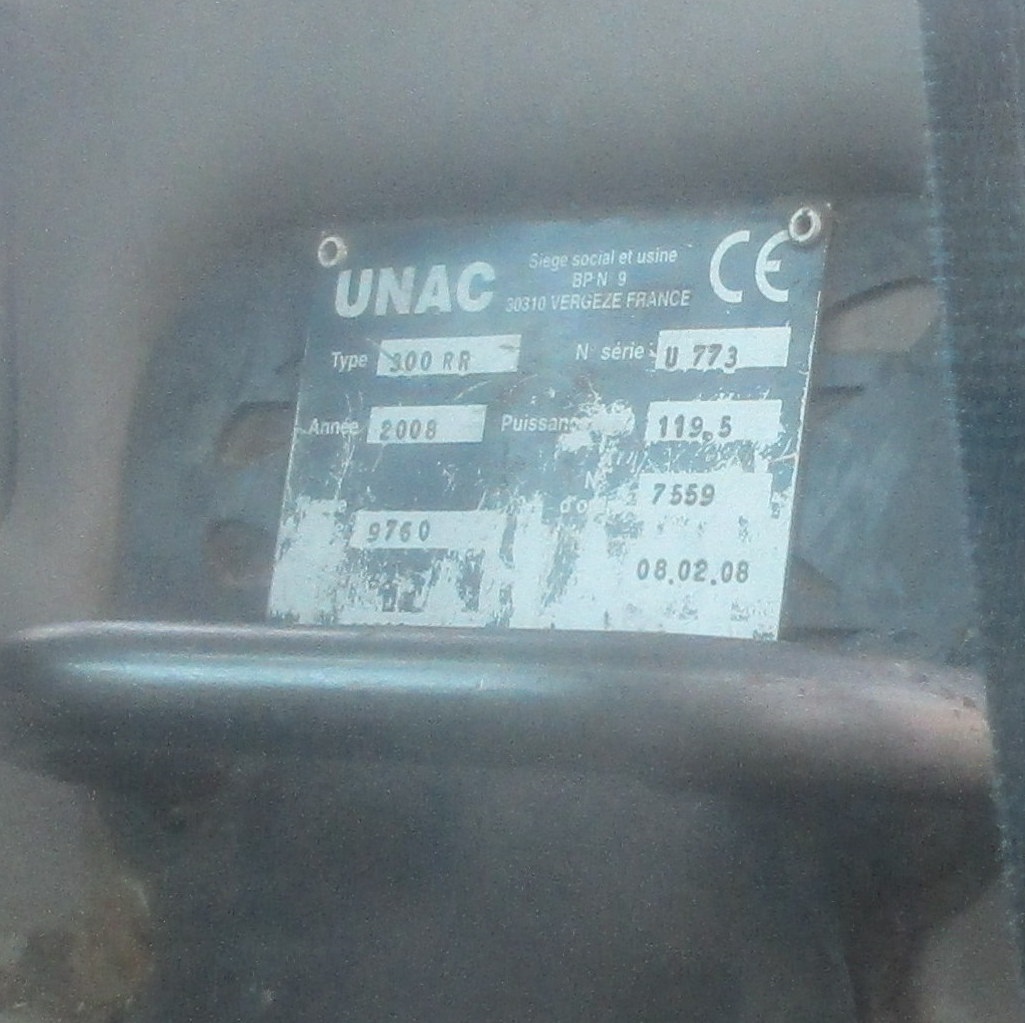 UNAC
Siege social et usine
BP N° 9
30310 VERGEZE FRANCE
CE
Type 300 RR
N° série U 773
Année 2008
Puissan 119,5
N
d'o 7559
9760
08.02.08